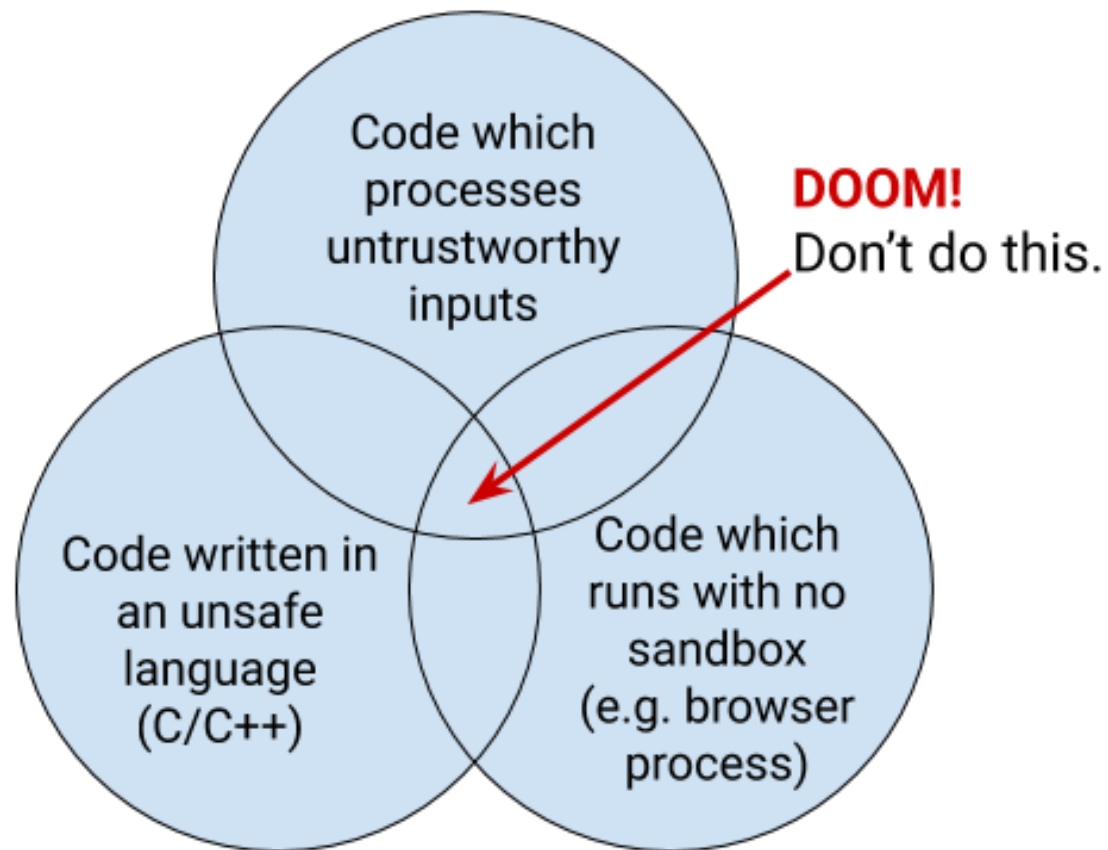 Code which
processes
untrustworthy
inputs
DOOM!
Don’t do this.
Code written in
an unsafe
language
(C/C++)
Code which
runs with no
sandbox
(e.g. browser
process)